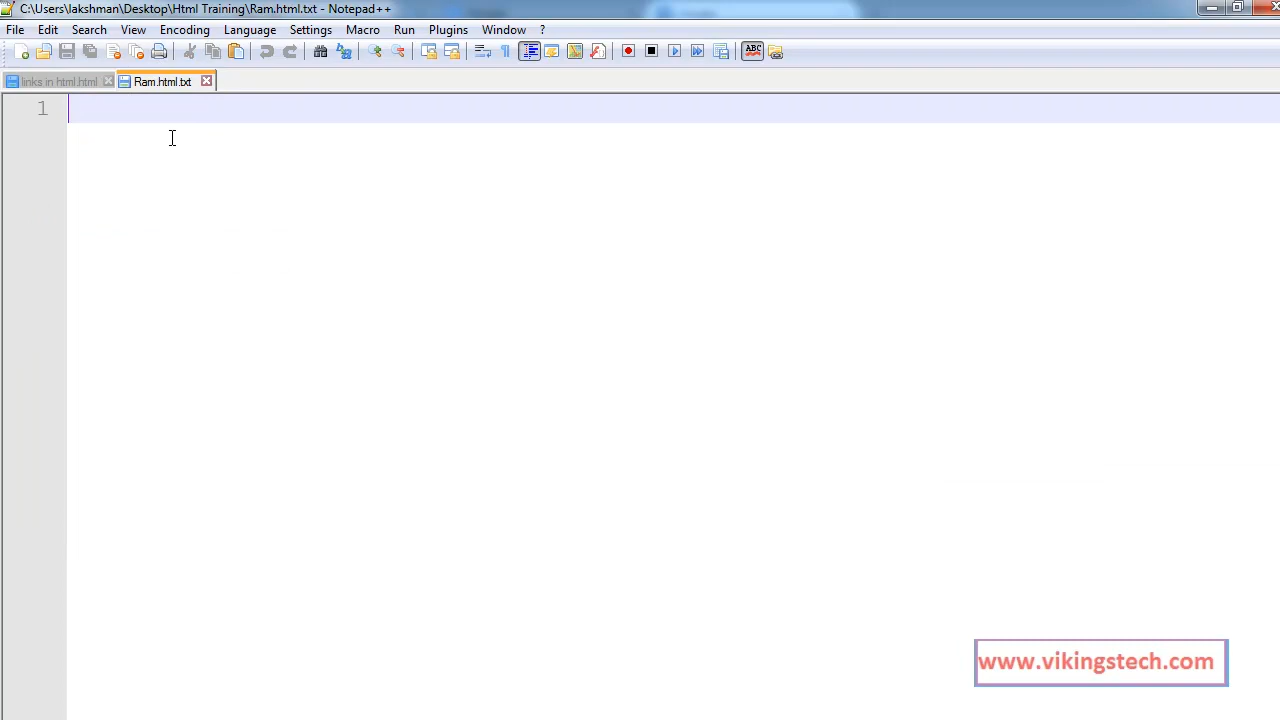 C:\Users\lakshman\Desktop\Html Training\Ram.html.txt - Notepad++
File Edit Search View Encoding Language Settings Macro Run Plugins Window ?
ABC
links in html.html Ram.html.txt
1
www.vikingstech.com